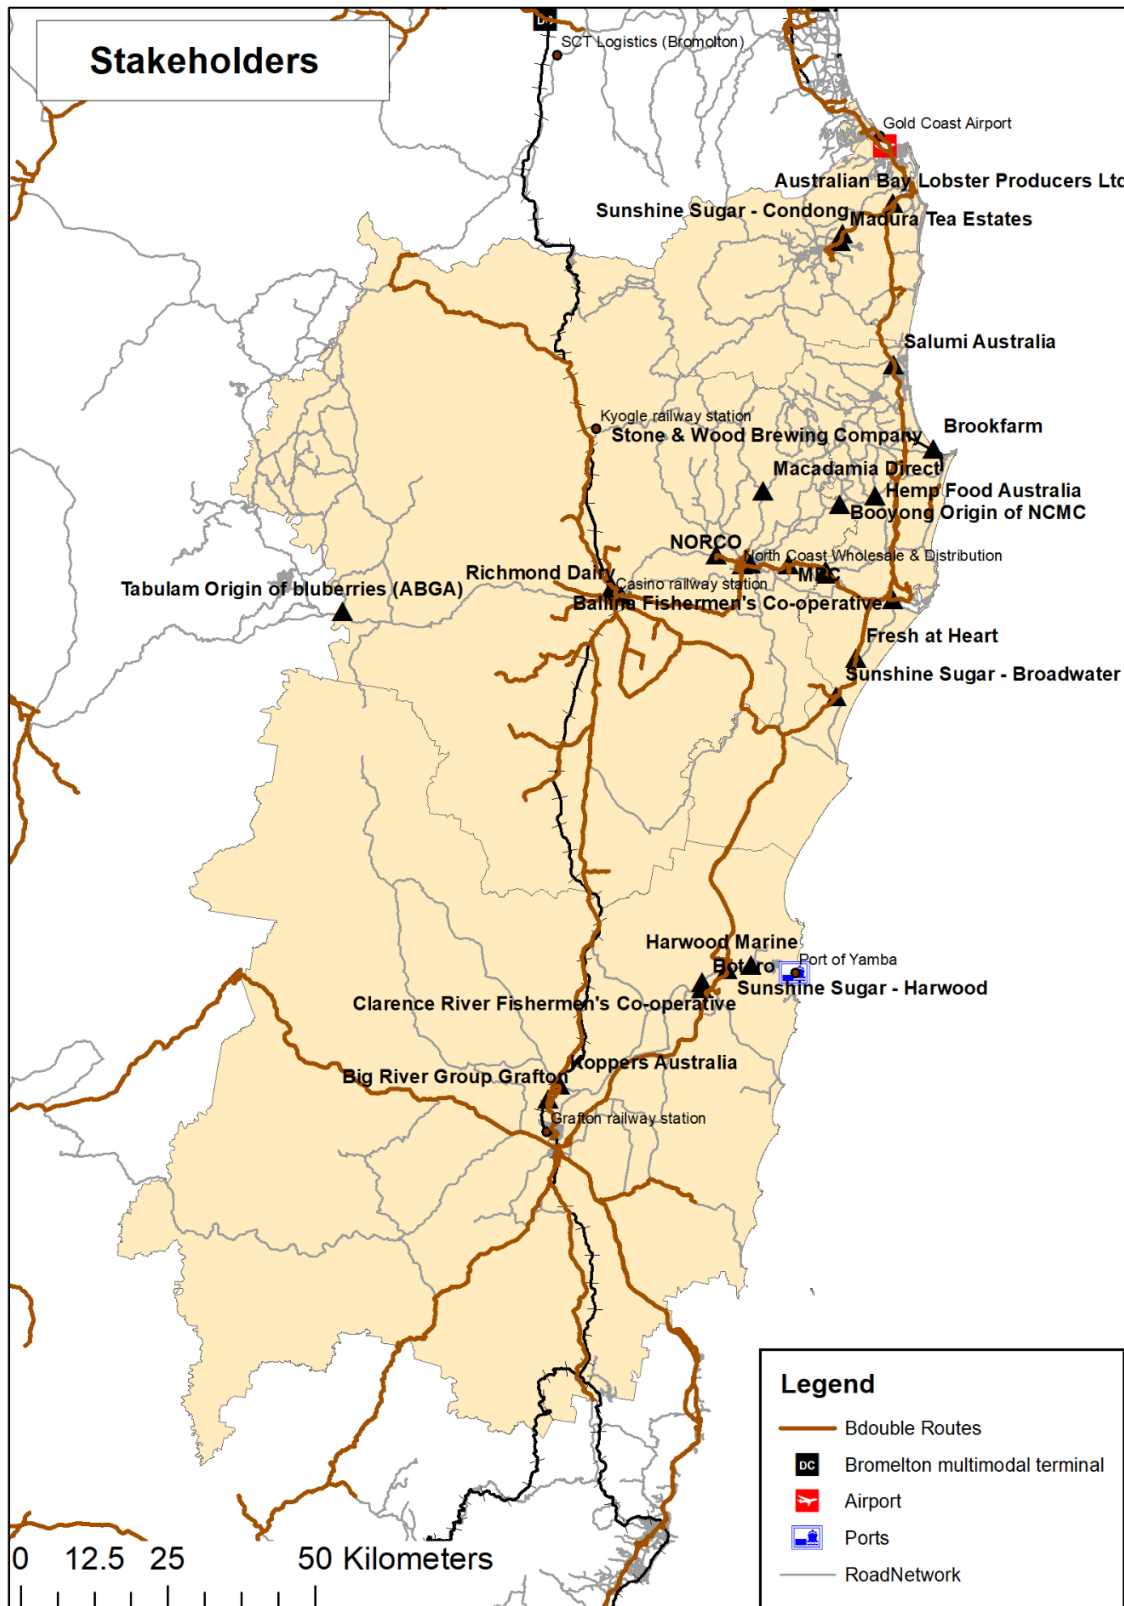 Stakeholders
DC
SCT Logistics (Bromolton)
Gold Coast Airport
Australian Bay Lobster Producers Ltd
Sunshine Sugar - Condong
Madura Tea Estates
Salumi Australia
Kyogle railway station
Brookfarm
Stone & Wood Brewing Company
Macadamia Direct
Hemp Food Australia
Booyong Origin of NCMC
NORCO
North Coast Wholesale & Distribution
Richmond Dairy
MBC
Casino railway station
Tabulam Origin of bluberries (ABGA)
Ballina Fishermen's Co-operative
Fresh at Heart
Sunshine Sugar - Broadwater
Harwood Marine
Port of Yamba
Botero
Sunshine Sugar - Harwood
Clarence River Fishermen's Co-operative
Koppers Australia
Big River Group Grafton
Grafton railway station
Legend
Bdouble Routes
DC Bromelton multimodal terminal
Airport
Ports
RoadNetwork
0 12.5 25 50 Kilometers